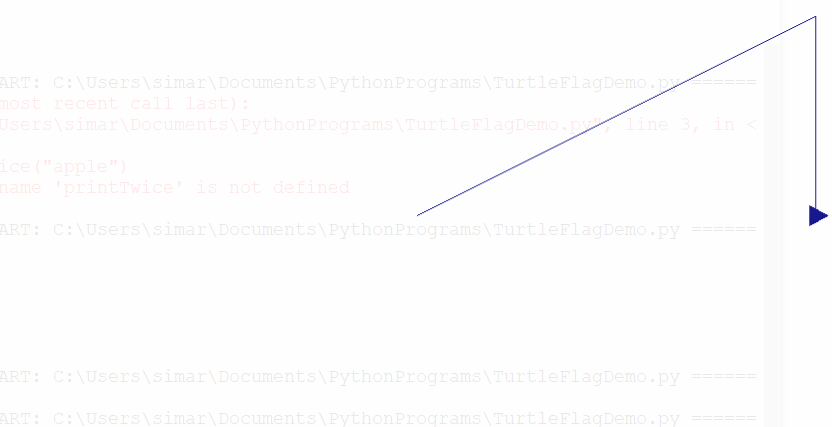 ART: C:\Users\simar\Documents\PythonPrograms\TurtleFlagDemo.py ======
most recent call last):
Users\simar\Documents\PythonPrograms\TurtleFlagDemo.py", line 3, in <
ice("apple")
name 'printTwice' is not defined
ART: C:\Users\simar\Documents\PythonPrograms\TurtleFlagDemo.py ======
ART: C:\Users\simar\Documents\PythonPrograms\TurtleFlagDemo.py ======
ART: C:\Users\simar\Documents\PythonPrograms\TurtleFlagDemo.py ======